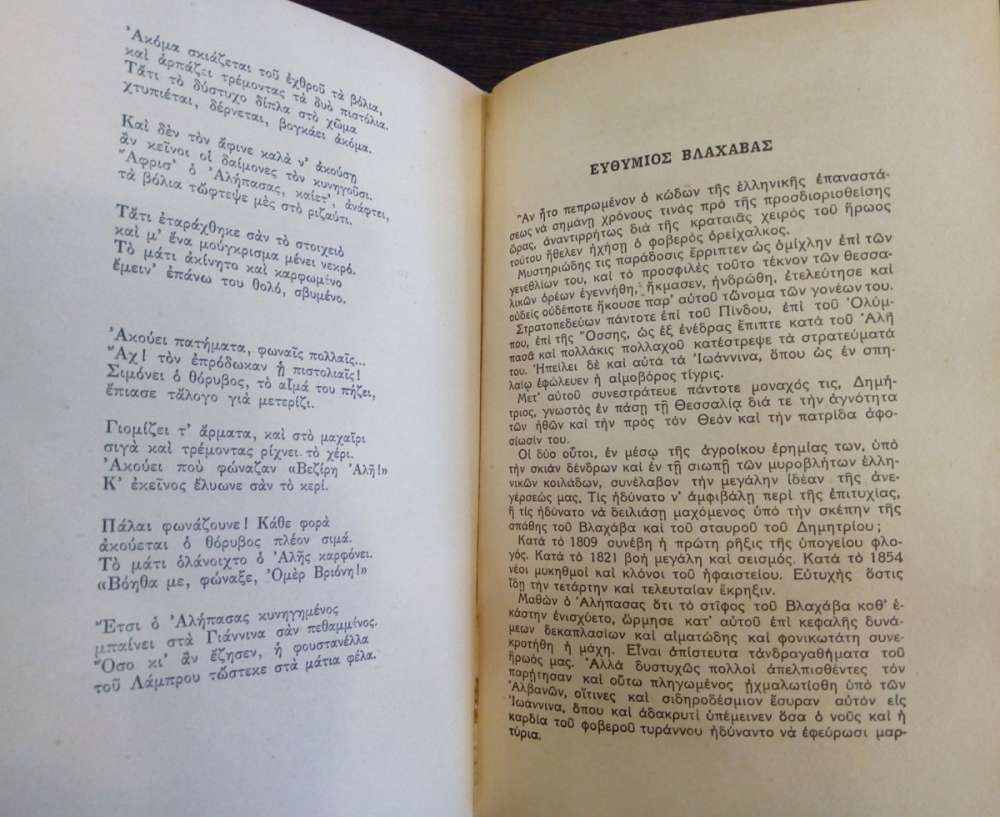 Ἀκόμα σκιάζεται τοῦ ἐχθροῦ τὰ βόλια,
καὶ ἁρπάζει τρέμοντας τὰ δυὸ πιστόλια.
Τᾶτι τὸ δύστυχο δίπλα στὸ χῶμα
χτυπιέται, δέρνεται, βογκάει ἀκόμα.
Καὶ δὲν τὸν ἄφινε καλὰ ν' ἀκούσῃ
ἂν κεῖνοι οἱ δαίμονες τὸν κυνηγοῦσι.
Ἄφρισ' ὁ Ἀλήπασας, καίετ', ἀνάφτει,
τὰ βόλια τὤφτεψε μὲς στὸ ριζαύτι.
Τᾶτι ἐταράχθηκε σὰν τὸ στοιχειὸ
καὶ μ' ἕνα μούγκρισμα μένει νεκρό.
Τὸ μάτι ἀκίνητο καὶ καρφωμένο
ἔμειν' ἐπάνω του θολό, σβυμένο.
Ἀκούει πατήματα, φωναῖς πολλαῖς...
Ἄχ! τὸν ἐπρόδωκαν ᾑ πιστολιαῖς!
Σιμόνει ὁ θόρυβος, τὸ αἷμά του πήζει,
ἔπιασε τἄλογο γιὰ μετερίζι.
Γιομίζει τ' ἄρματα, καὶ στὸ μαχαίρι
σιγὰ καὶ τρέμοντας ρίχνει τὸ χέρι.
Ἀκούει ποὺ φώναζαν «Βεζίρη Ἀλῆ!»
Κ' ἐκεῖνος ἔλυωνε σὰν τὸ κερί.
Πάλαι φωνάζουνε! Κάθε φορὰ
ἀκούεται ὁ θόρυβος πλέον σιμά.
Τὸ μάτι ὁλάνοιχτο ὁ Ἀλῆς καρφόνει.
«Βόηθα με, φώναξε, Ὀμὲρ Βριόνη!»
Ἔτσι ὁ Ἀλήπασας κυνηγημένος
μπαίνει στὰ Γιάννινα σὰν πεθαμμένος.
Ὅσο κι' ἂν ἔζησεν, ἡ φουστανέλλα
τοῦ Λάμπρου τὤστεκε στὰ μάτια φέλα.
ΕΥΘΥΜΙΟΣ ΒΛΑΧΑΒΑΣ
Ἂν ἦτο πεπρωμένον ὁ κώδων τῆς ἑλληνικῆς ἐπαναστά-
σεως νὰ σημάνῃ χρόνους τινὰς πρὸ τῆς προσδιορισθείσης
ὥρας, ἀναντιρρήτως διὰ τῆς κραταιᾶς χειρὸς τοῦ ἥρωος
τούτου ἤθελεν ἠχήσῃ ὁ φοβερὸς ὀρείχαλκος.
Μυστηριώδης τις παράδοσις ἔρριπτεν ὡς ὁμίχλην ἐπὶ τῶν
γενεθλίων του, καὶ τὸ προσφιλὲς τοῦτο τέκνον τῶν θεσσα-
λικῶν ὀρέων ἐγεννήθη, ἤκμασεν, ἠνδρώθη, ἐτελεύτησε καὶ
οὐδεὶς οὐδέποτε ἤκουσε παρ' αὐτοῦ τὤνομα τῶν γονέων του.
Στρατοπεδεύων πάντοτε ἐπὶ τοῦ Πίνδου, ἐπὶ τοῦ Ὀλύμ-
που, ἐπὶ τῆς Ὄσσης, ὡς ἐξ ἐνέδρας ἔπιπτε κατὰ τοῦ Ἀλῆ
πασᾶ καὶ πολλάκις πολλαχοῦ κατέστρεψε τὰ στρατεύματά
του. Ἠπείλει δὲ καὶ αὐτὰ τὰ Ἰωάννινα, ὅπου ὡς ἐν σπη-
λαίῳ ἐφώλευεν ἡ αἱμοβόρος τίγρις.
Μετ' αὐτοῦ συνεστράτευε πάντοτε μοναχός τις, Δημή-
τριος, γνωστὸς ἐν πάσῃ τῇ Θεσσαλίᾳ διά τε τὴν ἁγνότητα
τῶν ἠθῶν καὶ τὴν πρὸς τὸν Θεὸν καὶ τὴν πατρίδα ἀφο-
σίωσίν του.
Οἱ δύο οὗτοι, ἐν μέσῳ τῆς ἀγροίκου ἐρημίας των, ὑπὸ
τὴν σκιὰν δένδρων καὶ ἐν τῇ σιωπῇ τῶν μυροβλήτων ἑλλη-
νικῶν κοιλάδων, συνέλαβον τὴν μεγάλην ἰδέαν τῆς ἀνε-
γέρσεώς μας. Τίς ἠδύνατο ν' ἀμφιβάλῃ περὶ τῆς ἐπιτυχίας,
ἢ τίς ἠδύνατο νὰ δειλιάσῃ μαχόμενος ὑπὸ τὴν σκέπην τῆς
σπάθης τοῦ Βλαχάβα καὶ τοῦ σταυροῦ τοῦ Δημητρίου;
Κατὰ τὸ 1809 συνέβη ἡ πρώτη ρῆξις τῆς ὑπογείου φλο-
γός. Κατὰ τὸ 1821 βοὴ μεγάλη καὶ σεισμός. Κατὰ τὸ 1854
νέοι μυκηθμοὶ καὶ κλόνοι τοῦ ἡφαιστείου. Εὐτυχὴς ὅστις
ἴδῃ τὴν τετάρτην καὶ τελευταίαν ἔκρηξιν.
Μαθὼν ὁ Ἀλήπασας ὅτι τὸ στῖφος τοῦ Βλαχάβα καθ' ἑ-
κάστην ἐνισχύετο, ὥρμησε κατ' αὐτοῦ ἐπὶ κεφαλῆς δυνά-
μεων δεκαπλασίων καὶ αἱματώδης καὶ φονικωτάτη συνε-
κροτήθη ἡ μάχη. Εἶναι ἀπίστευτα τἀνδραγαθήματα τοῦ
ἥρωός μας. Ἀλλὰ δυστυχῶς πολλοὶ ἀπελπισθέντες τὸν
παρῄτησαν καὶ οὕτω πληγωμένος ᾐχμαλωτίσθη ὑπὸ τῶν
Ἀλβανῶν, οἵτινες καὶ σιδηροδέσμιον ἔσυραν αὐτὸν εἰς
Ἰωάννινα, ὅπου καὶ ἀδακρυτὶ ὑπέμεινεν ὅσα ὁ νοῦς καὶ ἡ
καρδία τοῦ φοβεροῦ τυράννου ἠδύναντο νὰ ἐφεύρωσι μαρ-
τύρια.